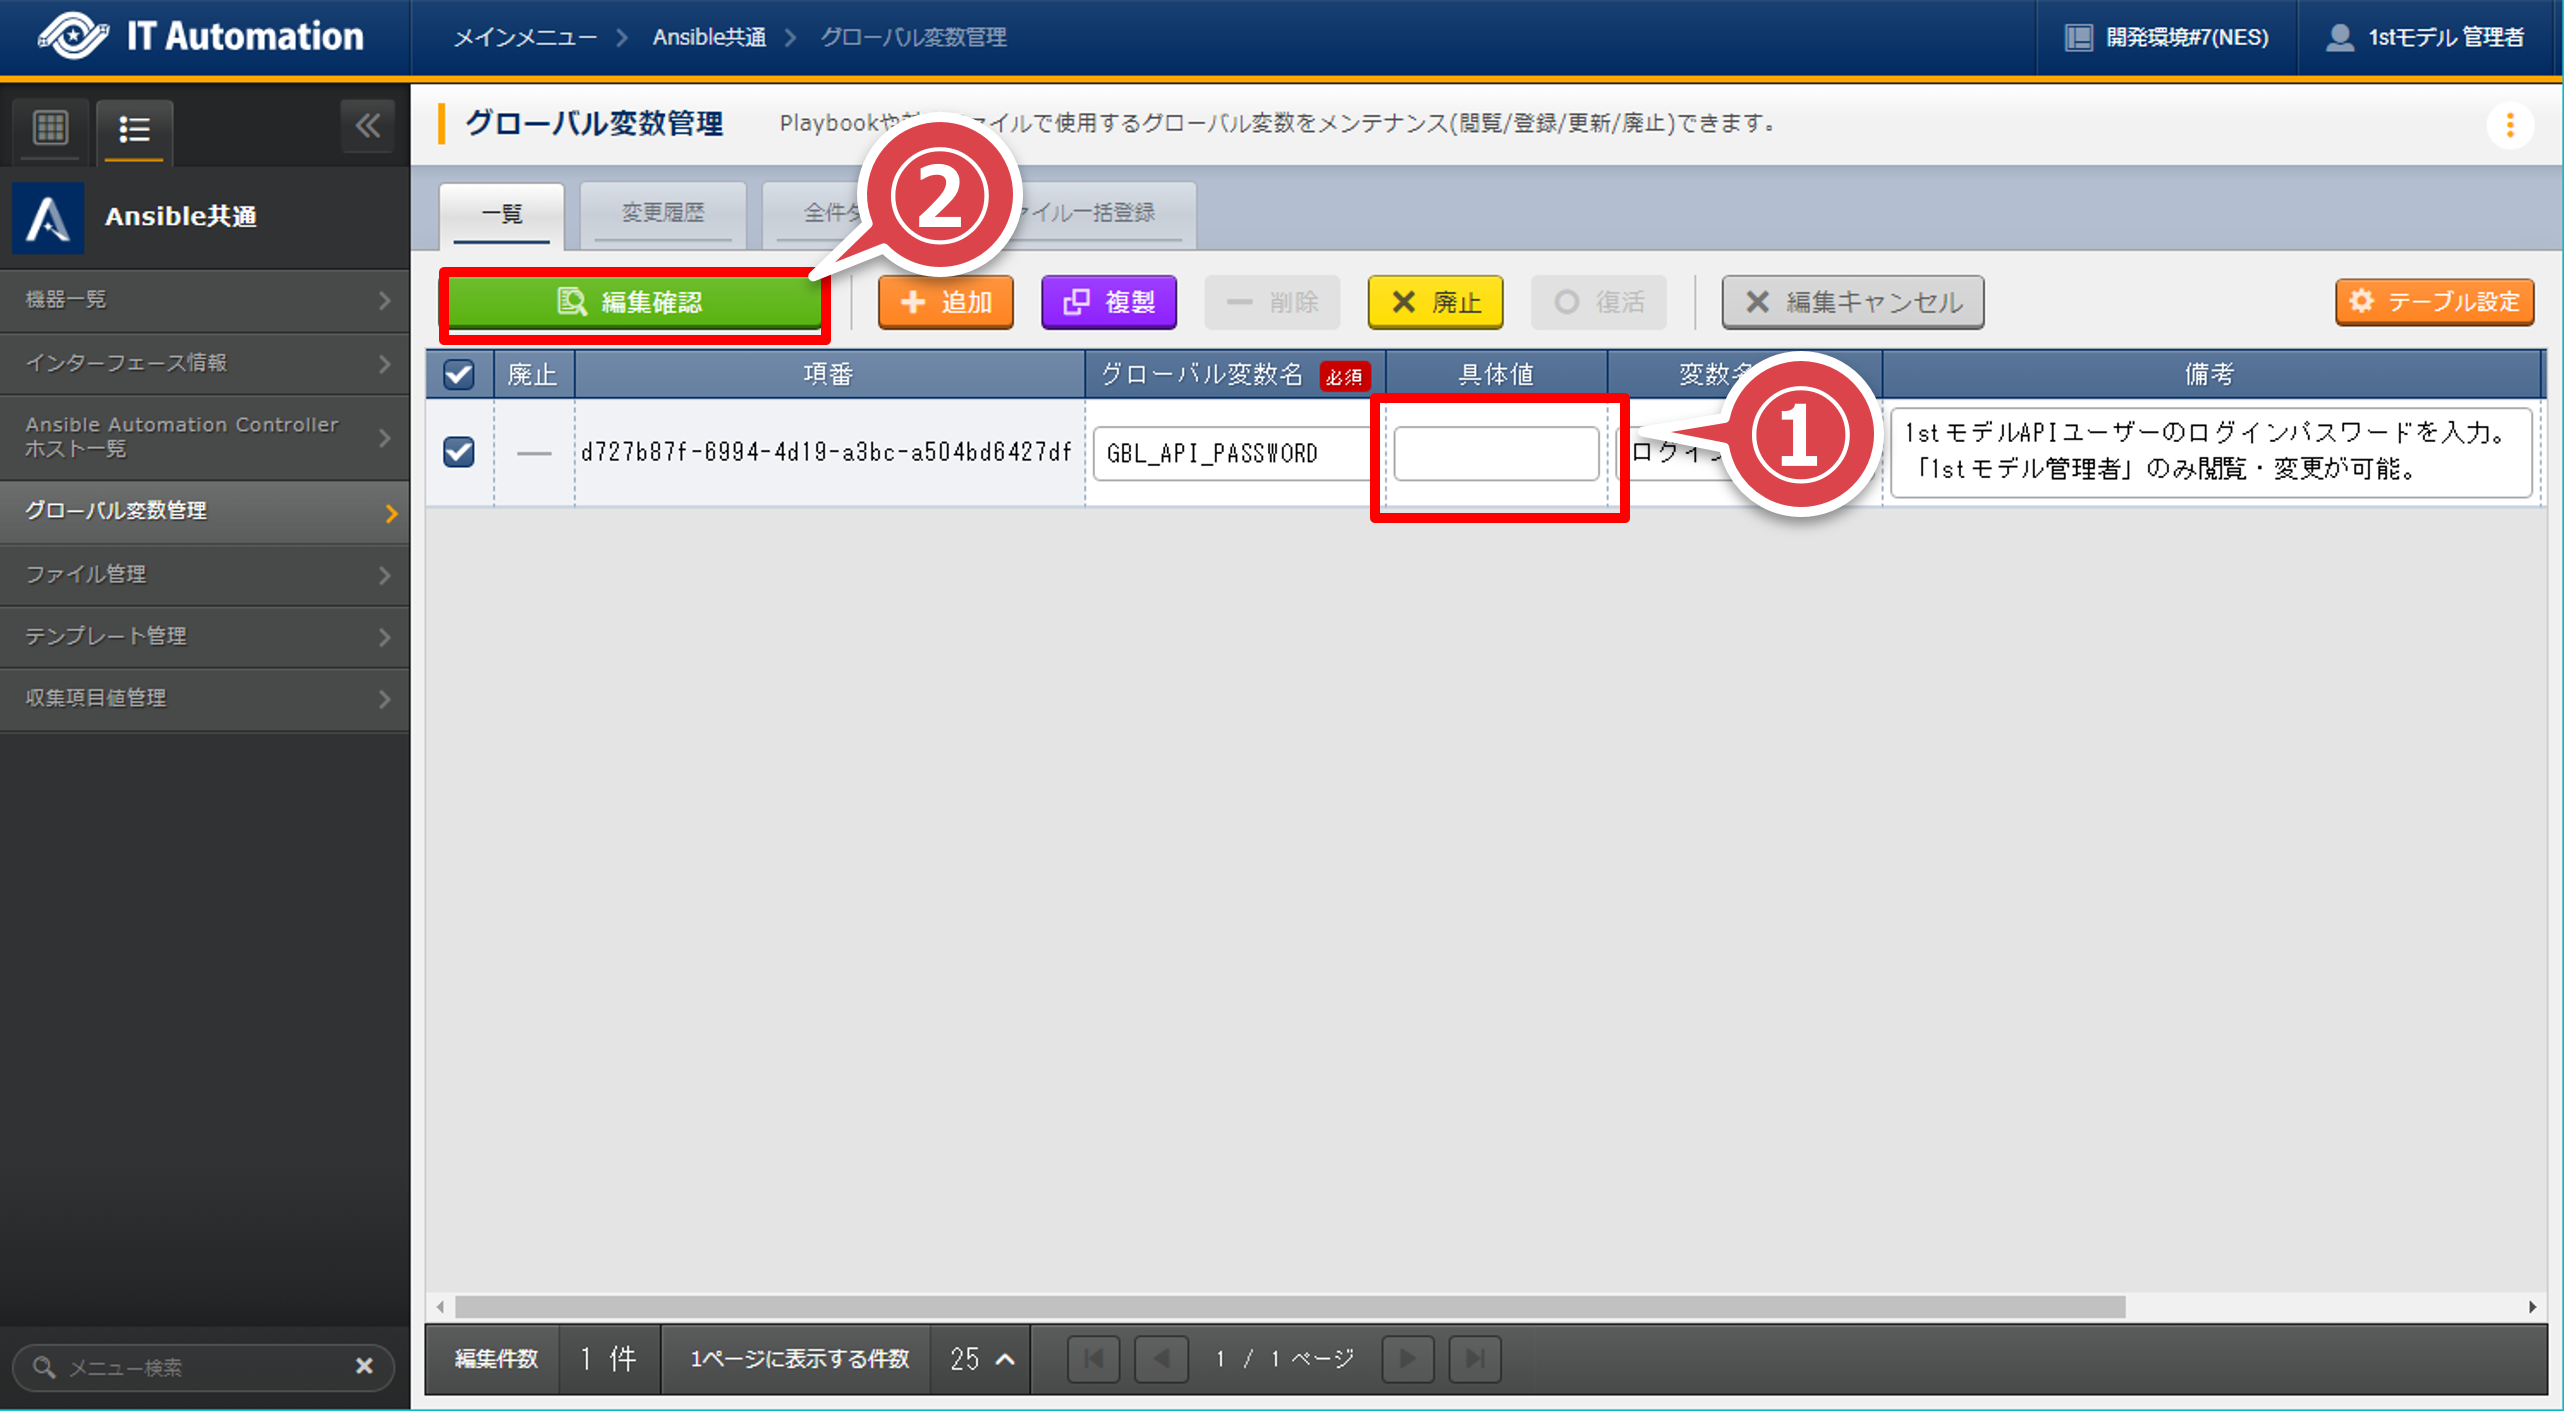 IT Automation
メインメニュー > Ansible共通 > グローバル変数管理
開発環境#7(NES)
1stモデル 管理者
グローバル変数管理
Playbookや ファイルで使用するグローバル変数をメンテナンス(閲覧/登録/更新/廃止)できます。
Ansible共通
一覧
変更履歴
全件ダ
ァイル一括登録
②
機器一覧
インターフェース情報
Ansible Automation Controller
ホスト一覧
グローバル変数管理
ファイル管理
テンプレート管理
収集項目値管理
編集確認
追加
複製
削除
廃止
復活
編集キャンセル
テーブル設定
廃止
項番
グローバル変数名 必須
具体値
変数名
備考
①
d727b87f-6994-4d19-a3bc-a504bd6427df
GBL_API_PASSWORD
ログイン
1stモデルAPIユーザーのログインパスワードを入力。
「1stモデル管理者」のみ閲覧・変更が可能。
メニュー検索
編集件数
1 件
1ページに表示する件数
25
1 / 1 ページ